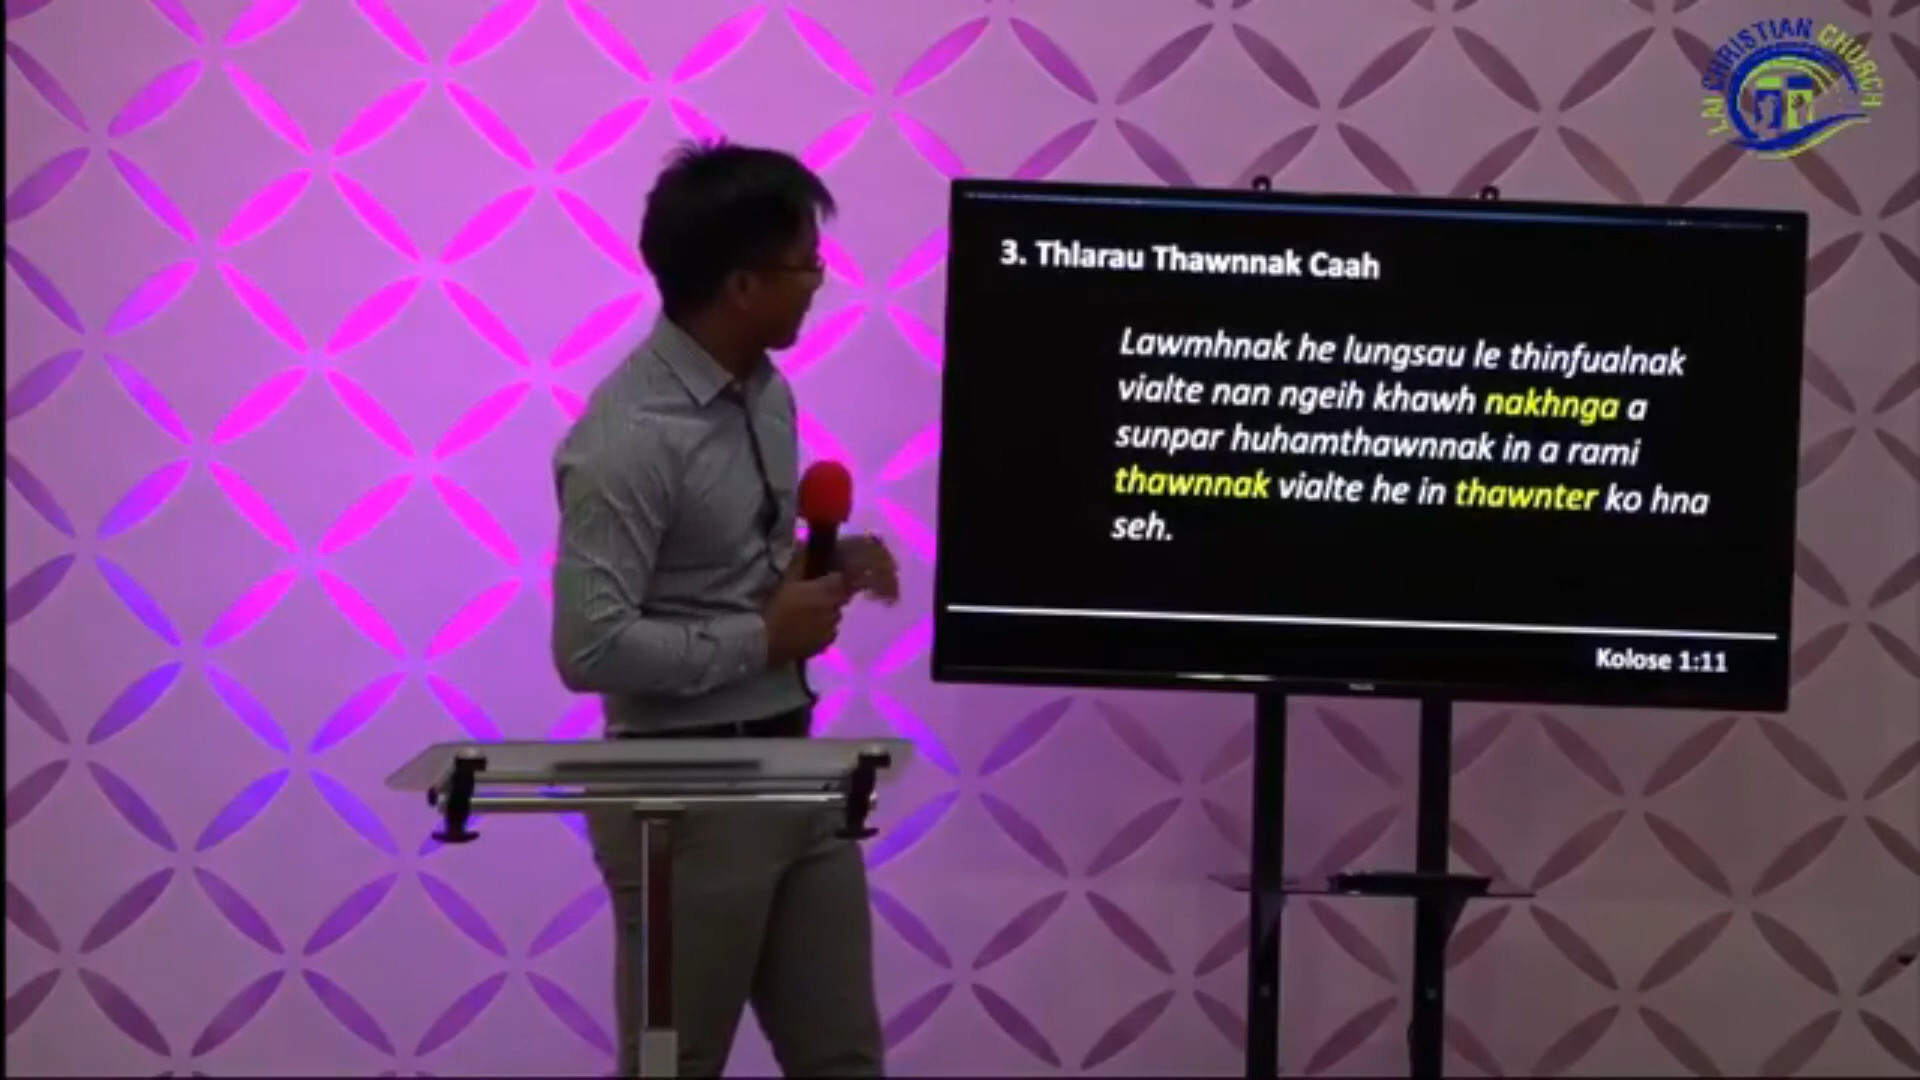 LAI CHRISTIAN CHURCH
3. Thlarau Thawnnak Caah
Lawmhnak he lungsau le thinfualnak
vialte nan ngeih khawh nakhnga a
sunpar huhamthawnnak in a rami
thawnnak vialte he in thawnter ko hna
seh.
Kolose 1:11